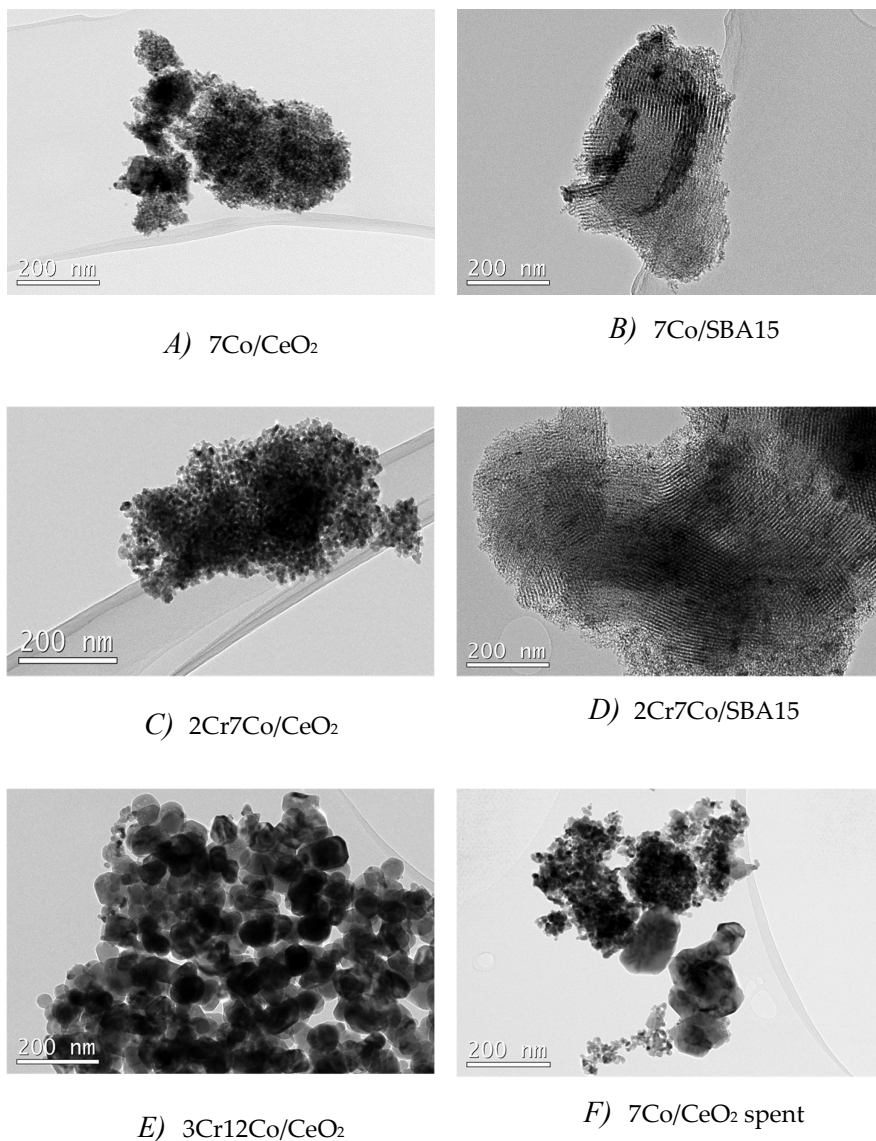 200 nm
200 nm
A) 7Co/CeO₂
B) 7Co/SBA15
200 nm
200 nm
C) 2Cr7Co/CeO₂
D) 2Cr7Co/SBA15
200 nm
200 nm
E) 3Cr12Co/CeO₂
F) 7Co/CeO₂ spent